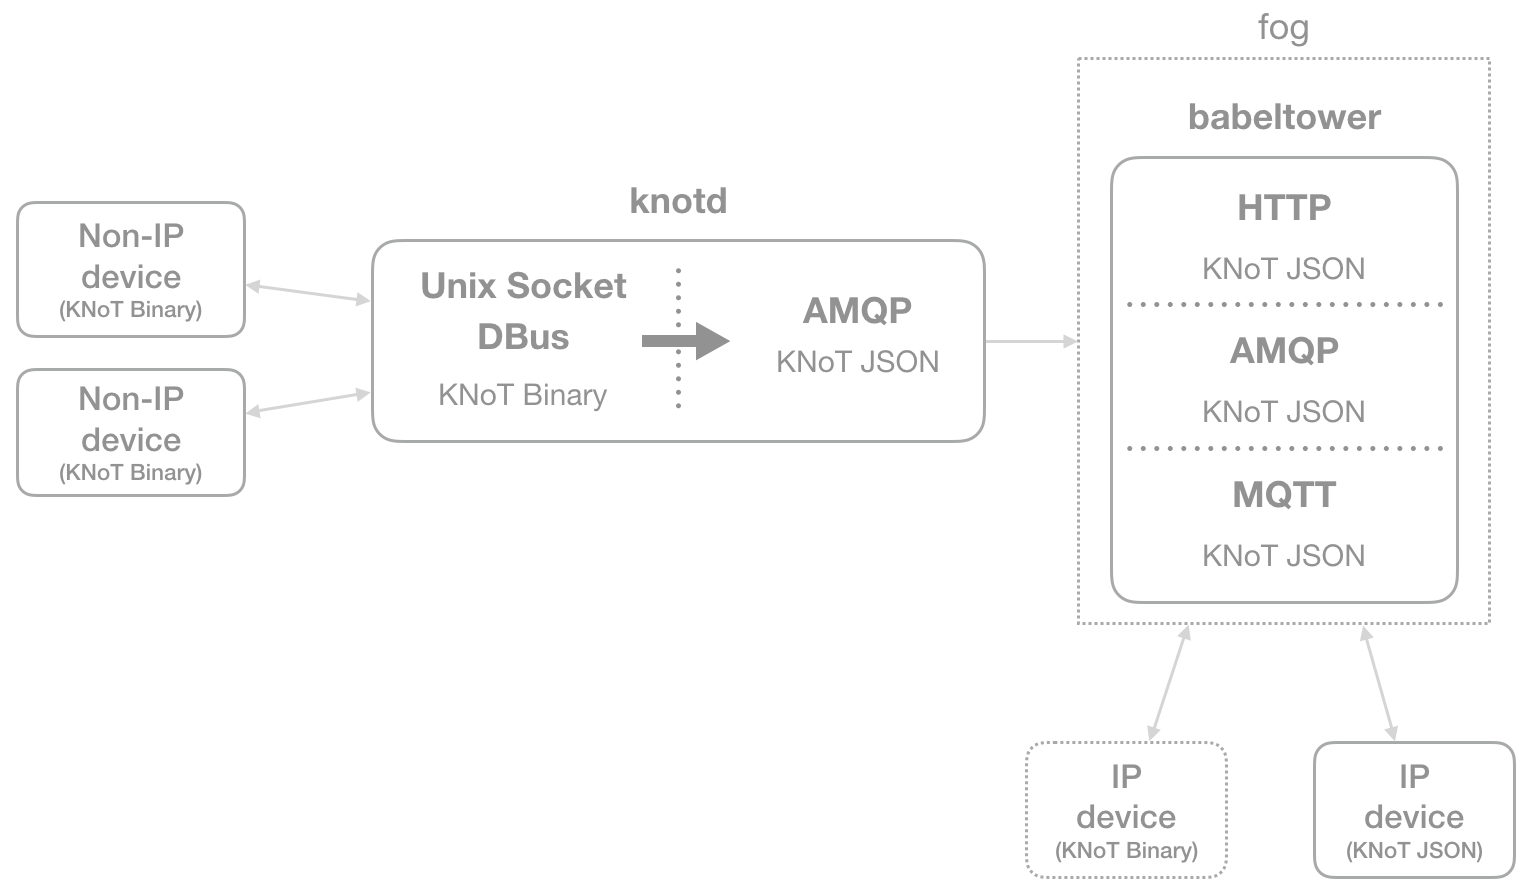 fog
babeltower
HTTP
KNoT JSON
AMQP
KNoT JSON
MQTT
KNoT JSON
knotd
Unix Socket
DBus
KNoT Binary
AMQP
KNoT JSON
Non-IP
device
(KNoT Binary)
Non-IP
device
(KNoT Binary)
IP
device
(KNoT Binary)
IP
device
(KNoT JSON)